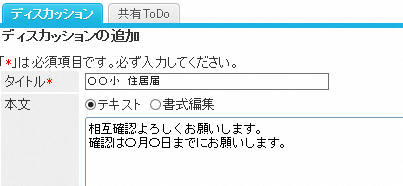 ディスカッション 共有ToDo
ディスカッションの追加
「*」は必須項目です。必ず入力してください。
タイトル* 〇〇小 住居届
本文 テキスト 書式編集
相互確認よろしくお願いします。
確認は〇月〇日までにお願いします。